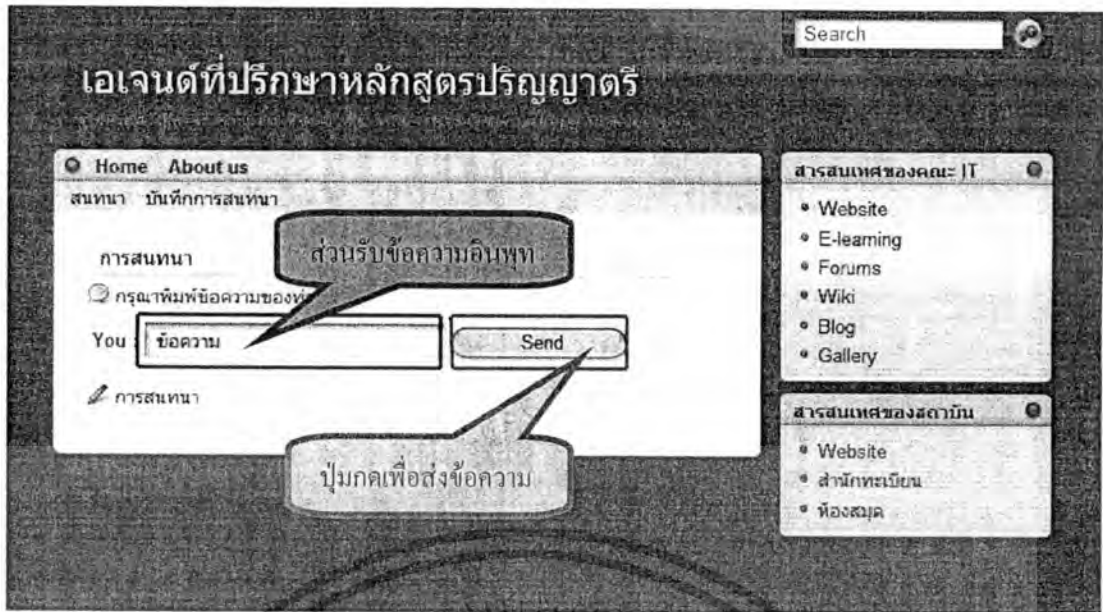 Search
เอเจนต์ที่ปรึกษาหลักสูตรปริญญาตรี
Home About us
สนทนา บันทึกการสนทนา
ส่วนรับข้อความอินพุท
การสนทนา
กรุณาพิมพ์ข้อความของ
You : ข้อความ
Send
การสนทนา
ปุ่มกดเพื่อส่งข้อความ
สารสนเทศของคณะ IT
Website
E-learning
Forums
Wiki
Blog
Gallery
สารสนเทศของสถาบัน
Website
สำนักทะเบียน
ห้องสมุด